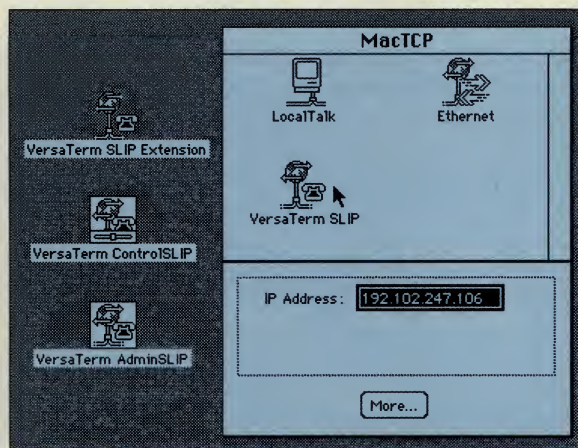 MacTCP
LocalTalk
Ethernet
VersaTerm SLIP
VersaTerm SLIP Extension
VersaTerm ControlSLIP
VersaTerm AdminSLIP
IP Address: 192.102.247.106
More...